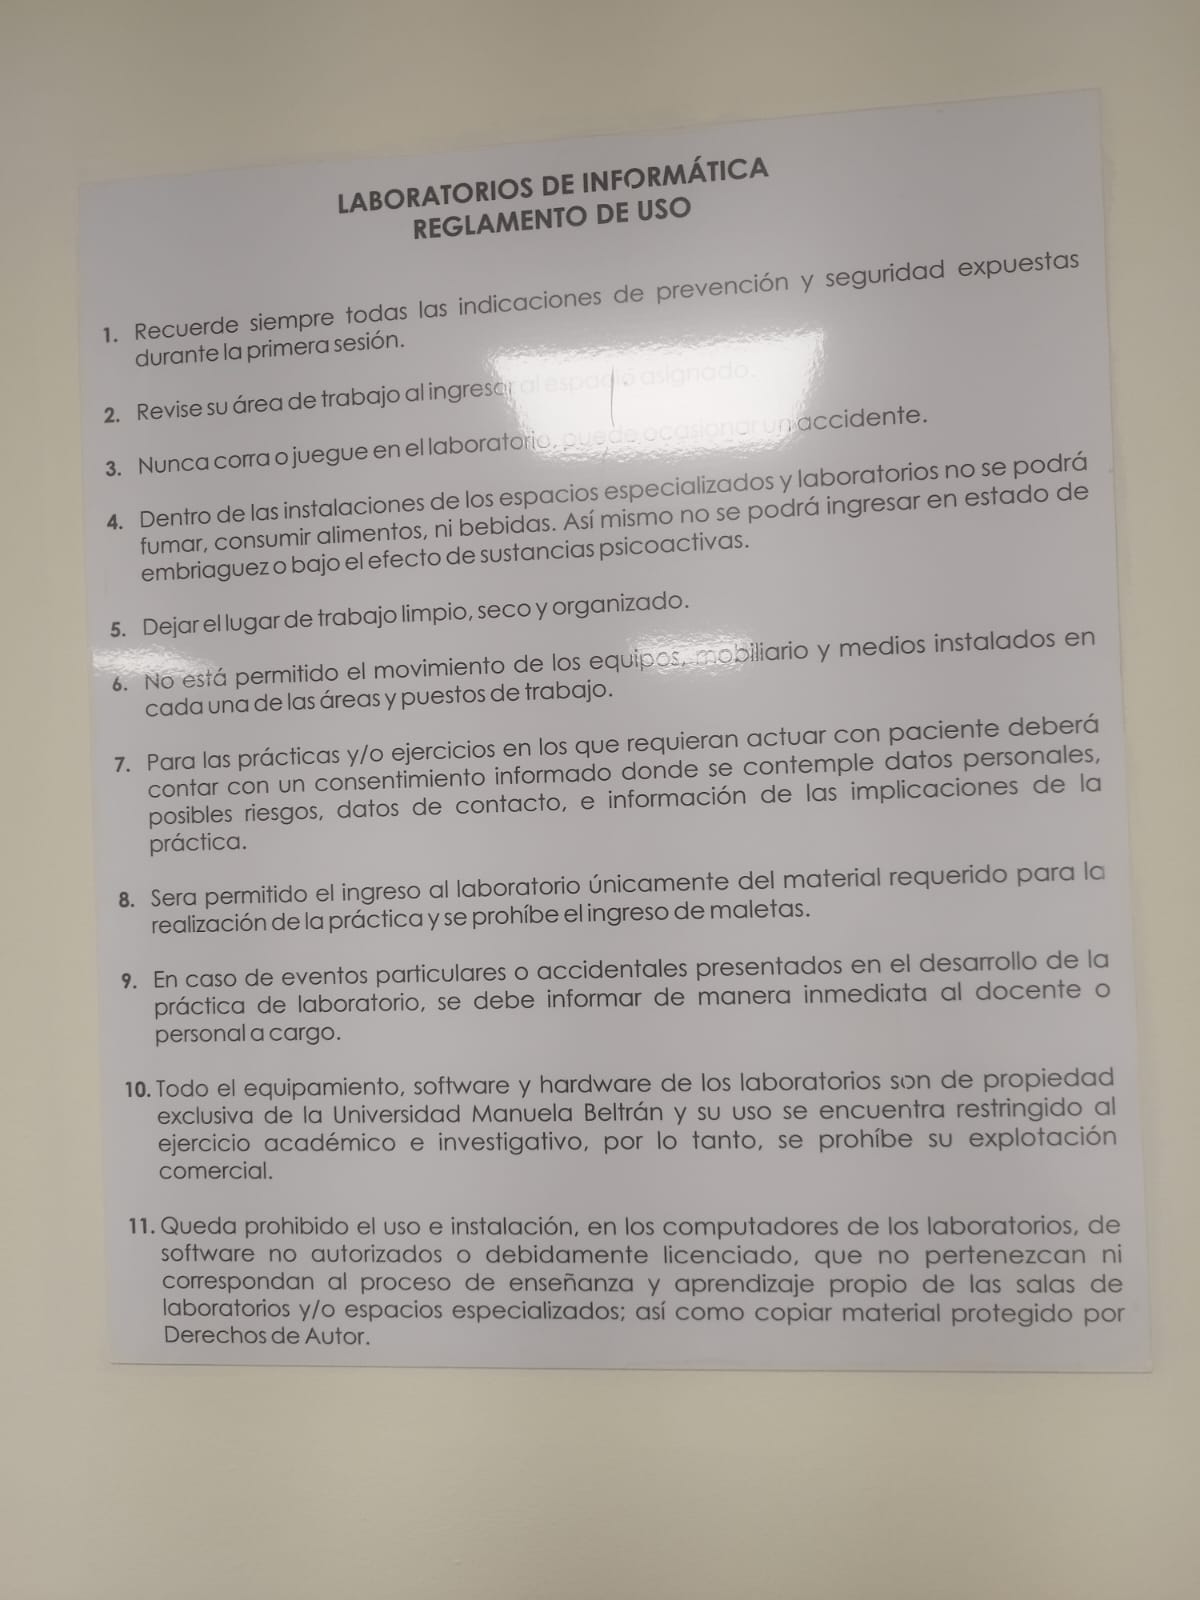 LABORATORIOS DE INFORMÁTICA
REGLAMENTO DE USO
1. Recuerde siempre todas las indicaciones de prevención y seguridad expuestas
durante la primera sesión.
2. Revise su área de trabajo al ingresar al espacio asignado.
3. Nunca corra o juegue en el laboratorio, puede ocasionar un accidente.
4. Dentro de las instalaciones de los espacios especializados y laboratorios no se podrá
fumar, consumir alimentos, ni bebidas. Así mismo no se podrá ingresar en estado de
embriaguez o bajo el efecto de sustancias psicoactivas.
5. Dejar el lugar de trabajo limpio, seco y organizado.
6. No está permitido el movimiento de los equipos, mobiliario y medios instalados en
cada una de las áreas y puestos de trabajo.
7. Para las prácticas y/o ejercicios en los que requieran actuar con paciente deberá
contar con un consentimiento informado donde se contemple datos personales,
posibles riesgos, datos de contacto, e información de las implicaciones de la
práctica.
8. Sera permitido el ingreso al laboratorio únicamente del material requerido para la
realización de la práctica y se prohíbe el ingreso de maletas.
9. En caso de eventos particulares o accidentales presentados en el desarrollo de la
práctica de laboratorio, se debe informar de manera inmediata al docente o
personal a cargo.
10. Todo el equipamiento, software y hardware de los laboratorios son de propiedad
exclusiva de la Universidad Manuela Beltrán y su uso se encuentra restringido al
ejercicio académico e investigativo, por lo tanto, se prohíbe su explotación
comercial.
11. Queda prohibido el uso e instalación, en los computadores de los laboratorios, de
software no autorizados o debidamente licenciado, que no pertenezcan ni
correspondan al proceso de enseñanza y aprendizaje propio de las salas de
laboratorios y/o espacios especializados; así como copiar material protegido por
Derechos de Autor.